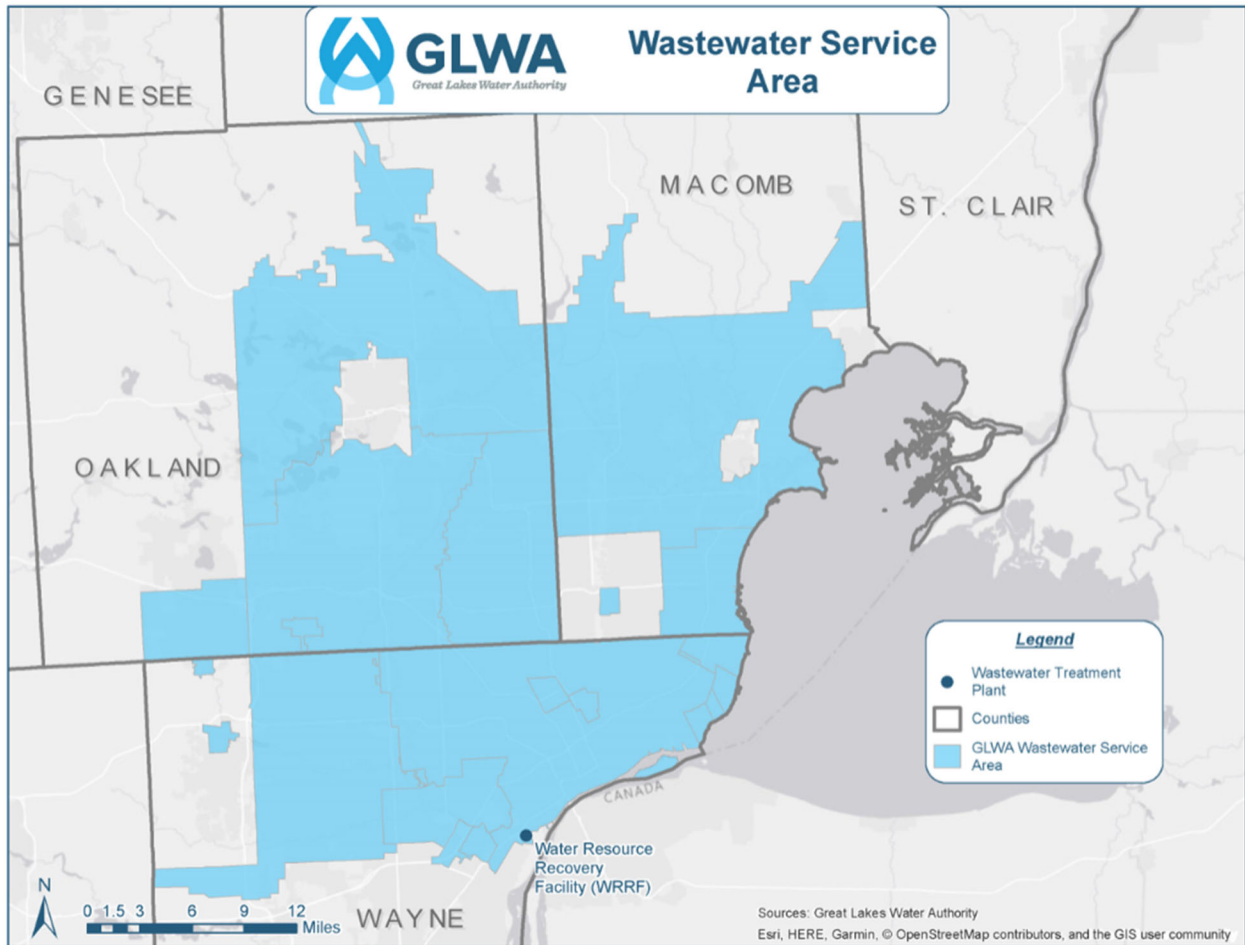 GLWA
Great Lakes Water Authority
Wastewater Service
Area
GENESEE
MACOMB
ST. CLAIR
OAKLAND
Legend
Wastewater Treatment
Plant
Counties
GLWA Wastewater Service
Area
CANADA
Water Resource
Recovery
Facility (WRRF)
N
0 1.5 3 6 9 12
Miles
WAYNE
Sources: Great Lakes Water Authority
Esri, HERE, Garmin, © OpenStreetMap contributors, and the GIS user community